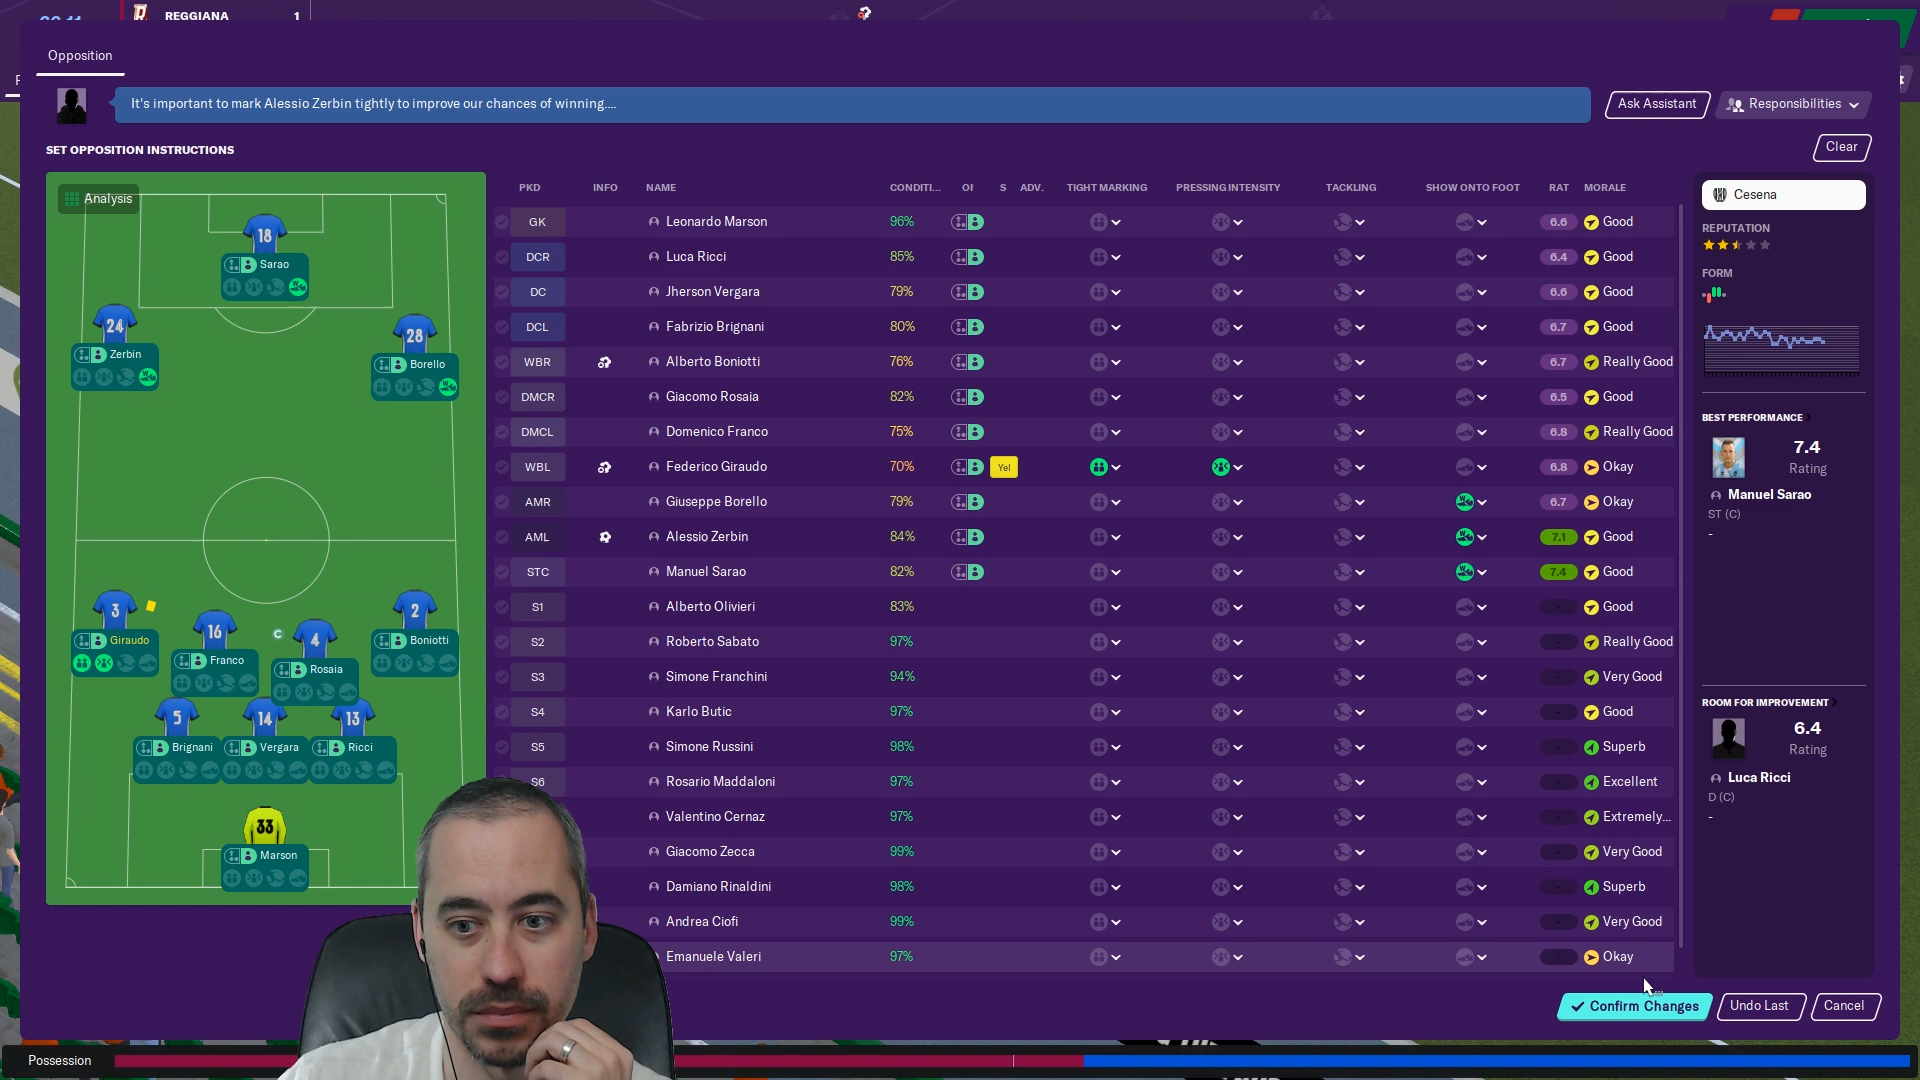 REGGIANA 1
Opposition
It's important to mark Alessio Zerbin tightly to improve our chances of winning....
Ask Assistant
Responsibilities
SET OPPOSITION INSTRUCTIONS
Clear
Analysis
18
Sarao
24
Zerbin
28
Borello
3
Giraudo
16
Franco
C
4
Rosaia
2
Boniotti
5
Brignani
14
Vergara
13
Ricci
33
Marson
PKD INFO NAME CONDITI... OI S ADV. TIGHT MARKING PRESSING INTENSITY TACKLING SHOW ONTO FOOT RAT MORALE
GK Leonardo Marson 96% 6.6 Good
DCR Luca Ricci 85% 6.4 Good
DC Jherson Vergara 79% 6.6 Good
DCL Fabrizio Brignani 80% 6.7 Good
WBR Alberto Boniotti 76% 6.7 Really Good
DMCR Giacomo Rosaia 82% 6.5 Good
DMCL Domenico Franco 75% 6.8 Really Good
WBL Federico Giraudo 70% Yel 6.8 Okay
AMR Giuseppe Borello 79% 6.7 Okay
AML Alessio Zerbin 84% 7.1 Good
STC Manuel Sarao 82% 7.4 Good
S1 Alberto Olivieri 83% - Good
S2 Roberto Sabato 97% - Really Good
S3 Simone Franchini 94% - Very Good
S4 Karlo Butic 97% - Good
S5 Simone Russini 98% - Superb
S6 Rosario Maddaloni 97% - Excellent
Valentino Cernaz 97% - Extremely...
Giacomo Zecca 99% - Very Good
Damiano Rinaldini 98% - Superb
Andrea Ciofi 99% - Very Good
Emanuele Valeri 97% - Okay
Cesena
REPUTATION
FORM
BEST PERFORMANCE
7.4
Rating
Manuel Sarao
ST (C)
-
ROOM FOR IMPROVEMENT
6.4
Rating
Luca Ricci
D (C)
-
Confirm Changes
Undo Last
Cancel
Possession